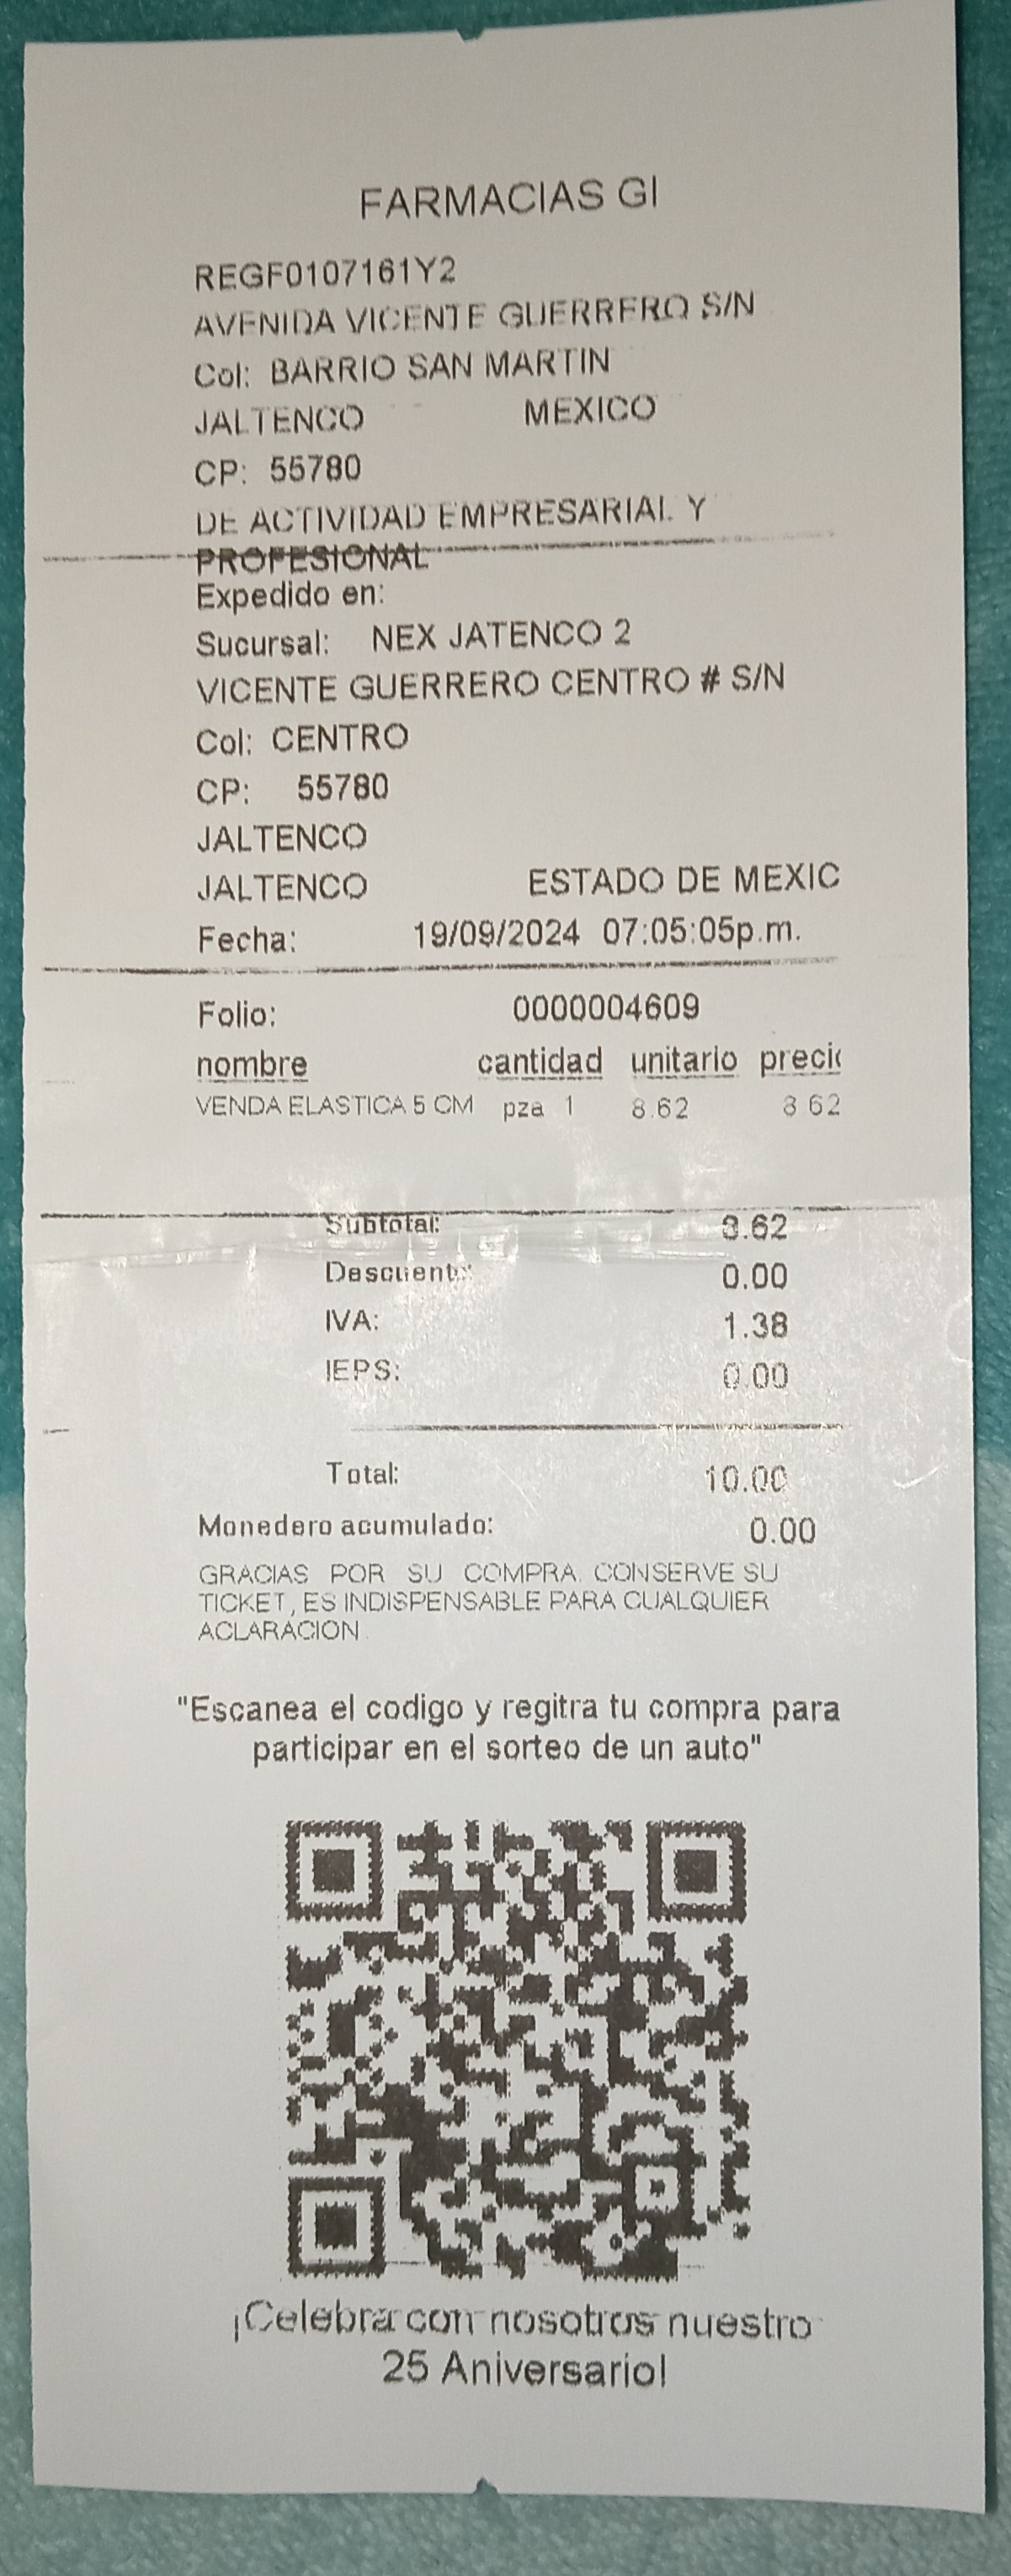 FARMACIAS GI
REGF0107161Y2
AVENIDA VICENTE GUERRERO S/N
Col: BARRIO SAN MARTIN
JALTENCO MEXICO
CP: 55780
DE ACTIVIDAD EMPRESARIAL Y
PROFESIONAL
Expedido en:
Sucursal: NEX JATENCO 2
VICENTE GUERRERO CENTRO # S/N
Col: CENTRO
CP: 55780
JALTENCO
JALTENCO ESTADO DE MEXIC
Fecha: 19/09/2024 07:05:05p.m.
Folio: 0000004609
nombre cantidad unitario precic
VENDA ELASTICA 5 CM pza 1 8.62 8 62
Subtotal: 8.62
Descuento: 0.00
IVA: 1.38
IEPS: 0.00
Total: 10.00
Monedero acumulado: 0.00
GRACIAS POR SU COMPRA. CONSERVE SU
TICKET, ES INDISPENSABLE PARA CUALQUIER
ACLARACION.
"Escanea el codigo y regitra tu compra para
participar en el sorteo de un auto"
¡Celebra con nosotros nuestro
25 Aniversario!